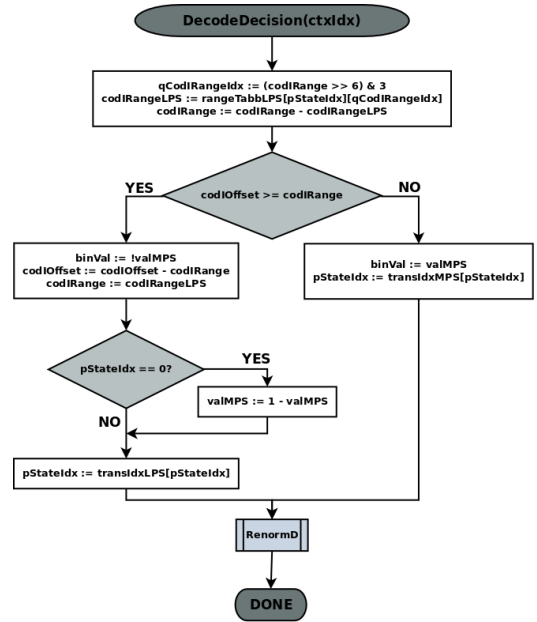 DecodeDecision(ctxIdx)
qCodIRangeIdx := (codIRange >> 6) & 3
codIRangeLPS := rangeTabbLPS[pStateIdx][qCodIRangeIdx]
codIRange := codIRange - codIRangeLPS
codIOffset >= codIRange
YES
NO
binVal := !valMPS
codIOffset := codIOffset - codIRange
codIRange := codIRangeLPS
binVal := valMPS
pStateIdx := transIdxMPS[pStateIdx]
pStateIdx == 0?
YES
valMPS := 1 - valMPS
NO
pStateIdx := transIdxLPS[pStateIdx]
RenormD
DONE